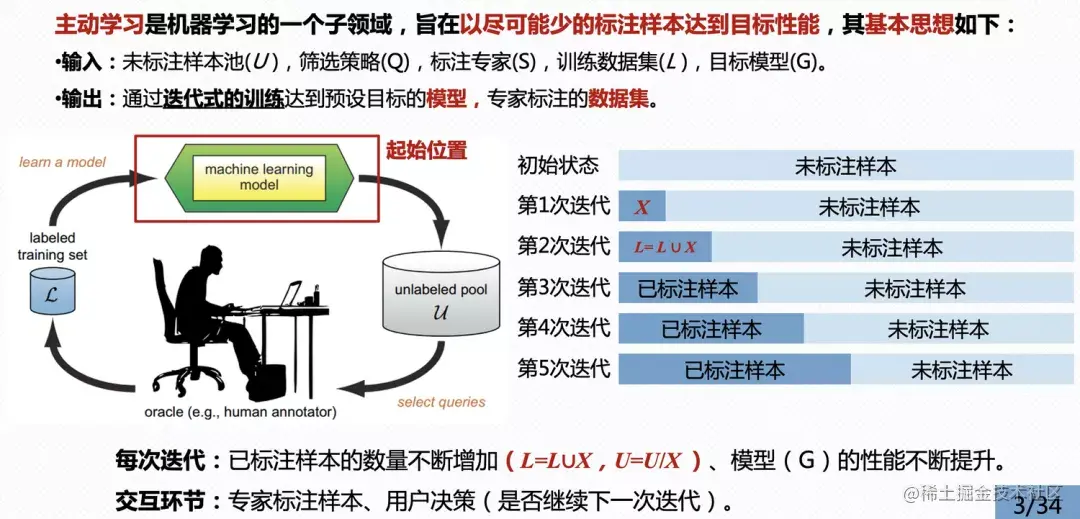 主动学习是机器学习的一个子领域，旨在以尽可能少的标注样本达到目标性能，其基本思想如下：
•输入：未标注样本池(U)，筛选策略(Q)，标注专家(S)，训练数据集(L)，目标模型(G)。
•输出：通过迭代式的训练达到预设目标的模型，专家标注的数据集。
learn a model
machine learning
model
起始位置
labeled
training set
L
unlabeled pool
U
oracle (e.g., human annotator)
select queries
初始状态 未标注样本
第1次迭代 X 未标注样本
第2次迭代 L= L ∪ X 未标注样本
第3次迭代 已标注样本 未标注样本
第4次迭代 已标注样本 未标注样本
第5次迭代 已标注样本 未标注样本
每次迭代：已标注样本的数量不断增加（L=L∪X，U=U/X）、模型（G）的性能不断提升。
交互环节：专家标注样本、用户决策（是否继续下一次迭代）。
@稀土掘金技术社区
3/34